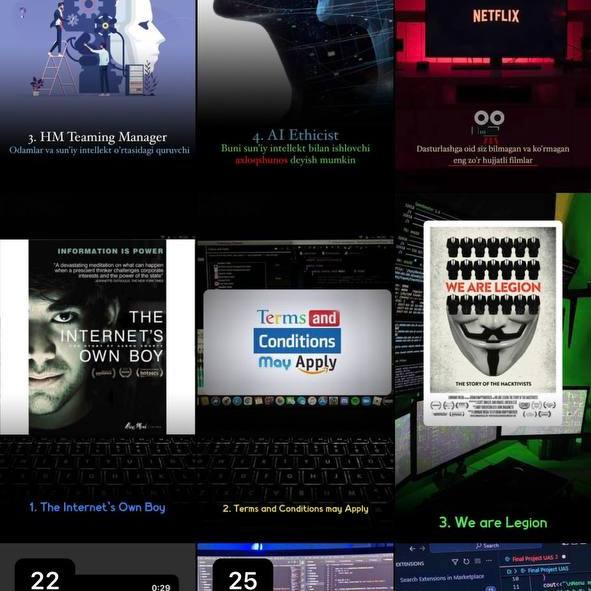 3. HM Teaming Manager
Odamlar va sun'iy intellekt o'rtasidagi quruvchi
4. AI Ethicist
Buni sun'iy intellekt bilan ishlovchi
axloqshunos deyish mumkin
NETFLIX
Dasturlashga oid siz bilmagan va ko'rmagan
eng zo'r hujjatli filmlar
INFORMATION IS POWER
"A devastating meditation on what can happen
when a prescient thinker challenges corporate
interests and the power of the state"
THE
INTERNET'S
OWN BOY
1. The Internet's Own Boy
Terms and
Conditions
May Apply
2. Terms and Conditions may Apply
WE ARE LEGION
THE STORY OF THE HACKTIVISTS
3. We are Legion
22
0:29
25
Search
EXTENSIONS
Search Extensions in Marketplace
Final Project UAS 2
Final Project UAS
10